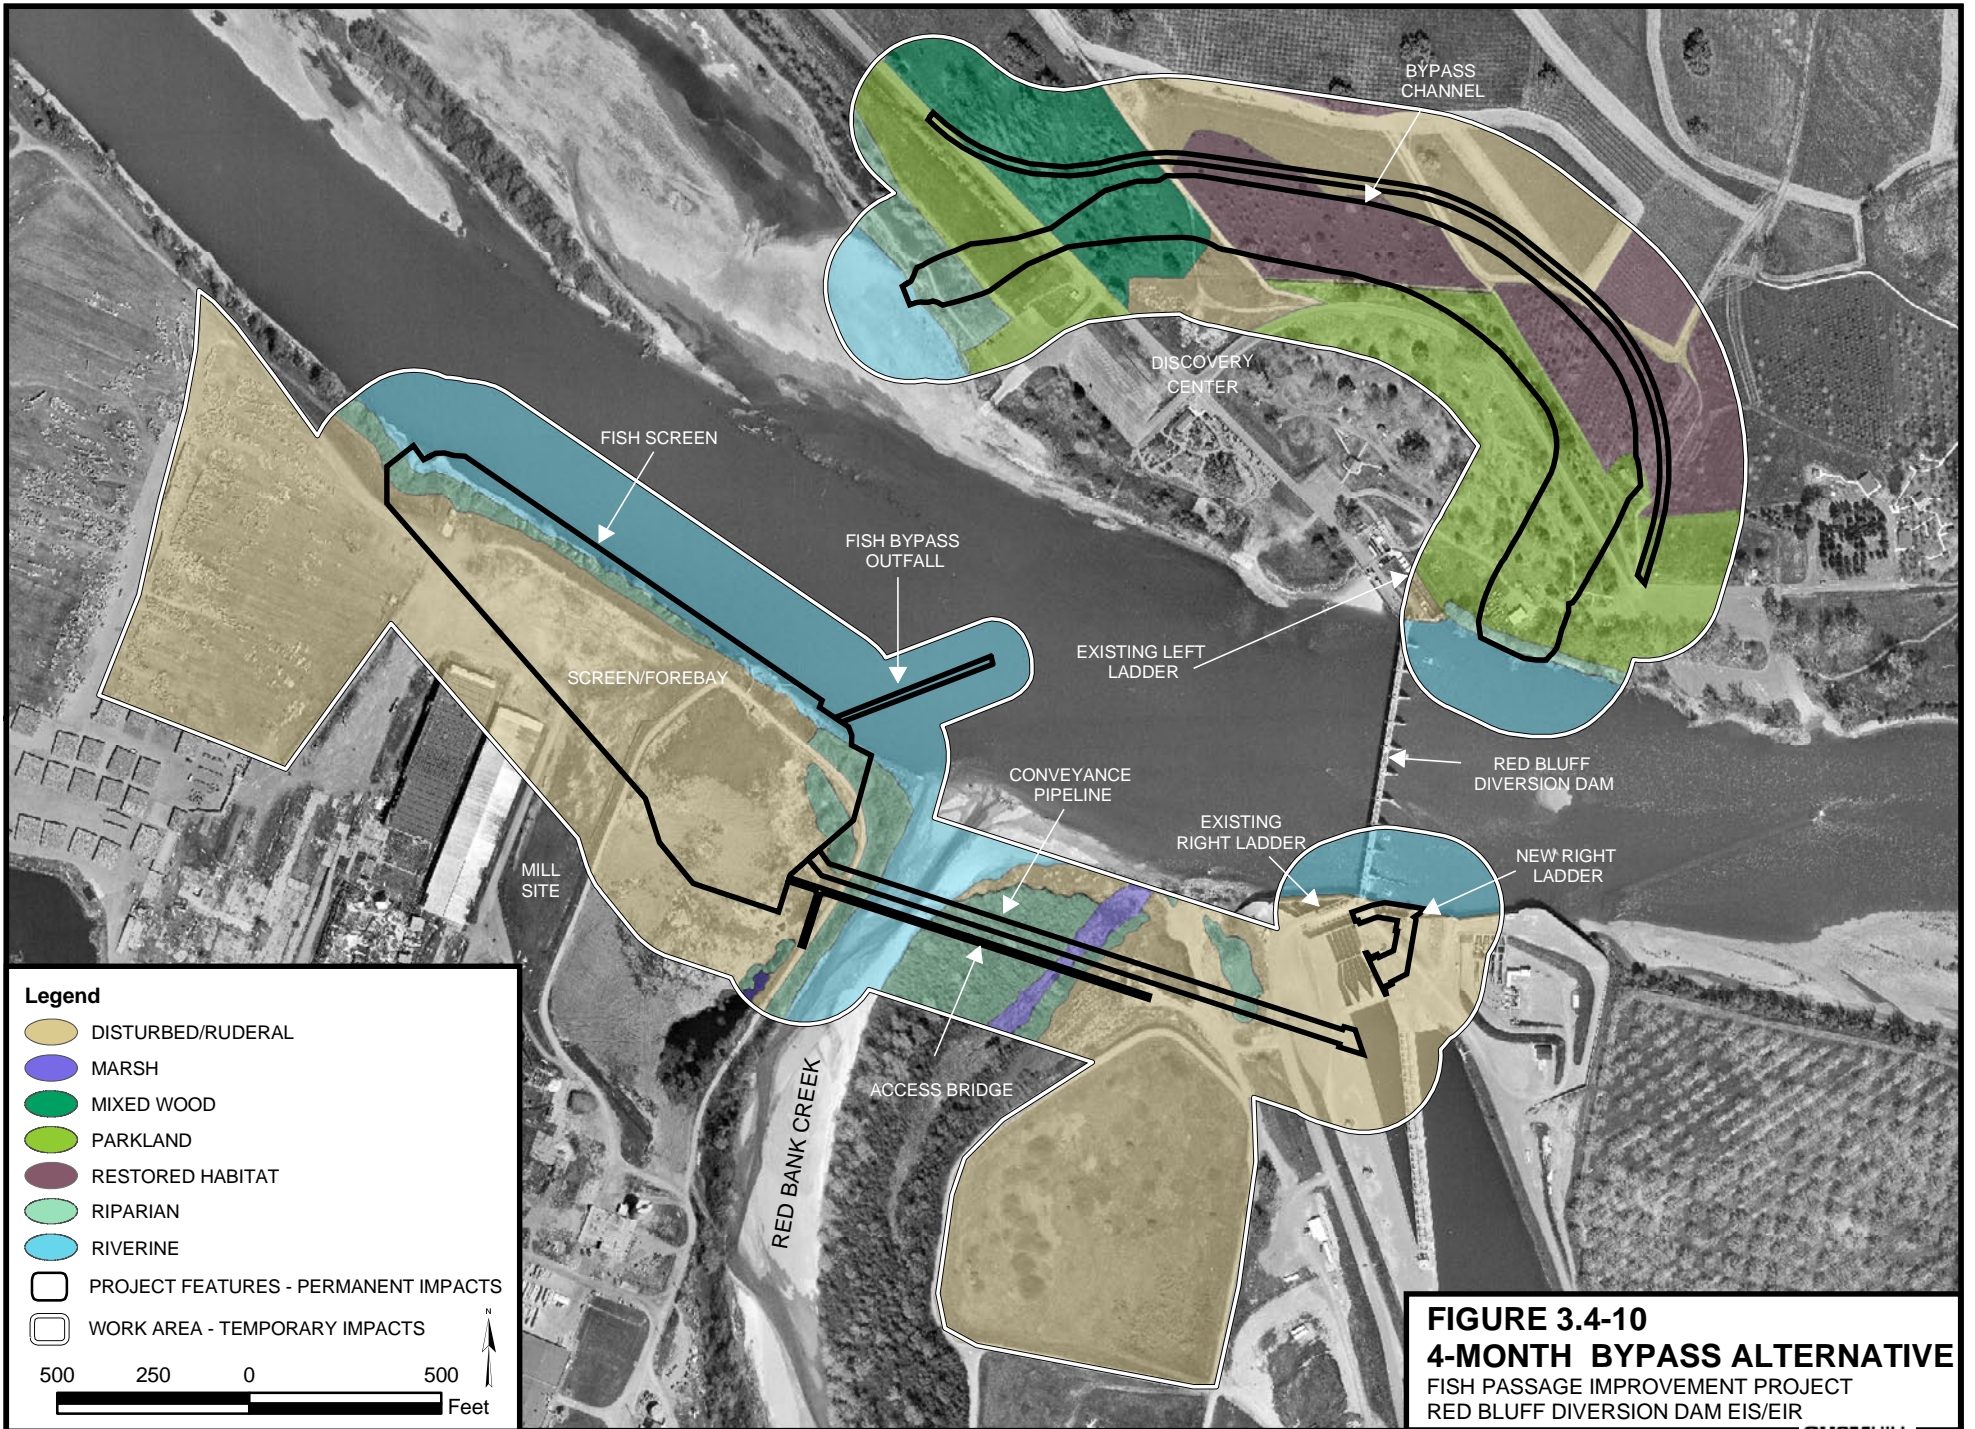 BYPASS
CHANNEL
DISCOVERY
CENTER
FISH SCREEN
FISH BYPASS
OUTFALL
SCREEN/FOREBAY
EXISTING LEFT
LADDER
RED BLUFF
DIVERSION DAM
CONVEYANCE
PIPELINE
EXISTING
RIGHT LADDER
NEW RIGHT
LADDER
MILL
SITE
ACCESS BRIDGE
RED BANK CREEK
Legend
DISTURBED/RUDERAL
MARSH
MIXED WOOD
PARKLAND
RESTORED HABITAT
RIPARIAN
RIVERINE
PROJECT FEATURES - PERMANENT IMPACTS
WORK AREA - TEMPORARY IMPACTS
N
500 250 0 500
Feet
FIGURE 3.4-10
4-MONTH BYPASS ALTERNATIVE
FISH PASSAGE IMPROVEMENT PROJECT
RED BLUFF DIVERSION DAM EIS/EIR